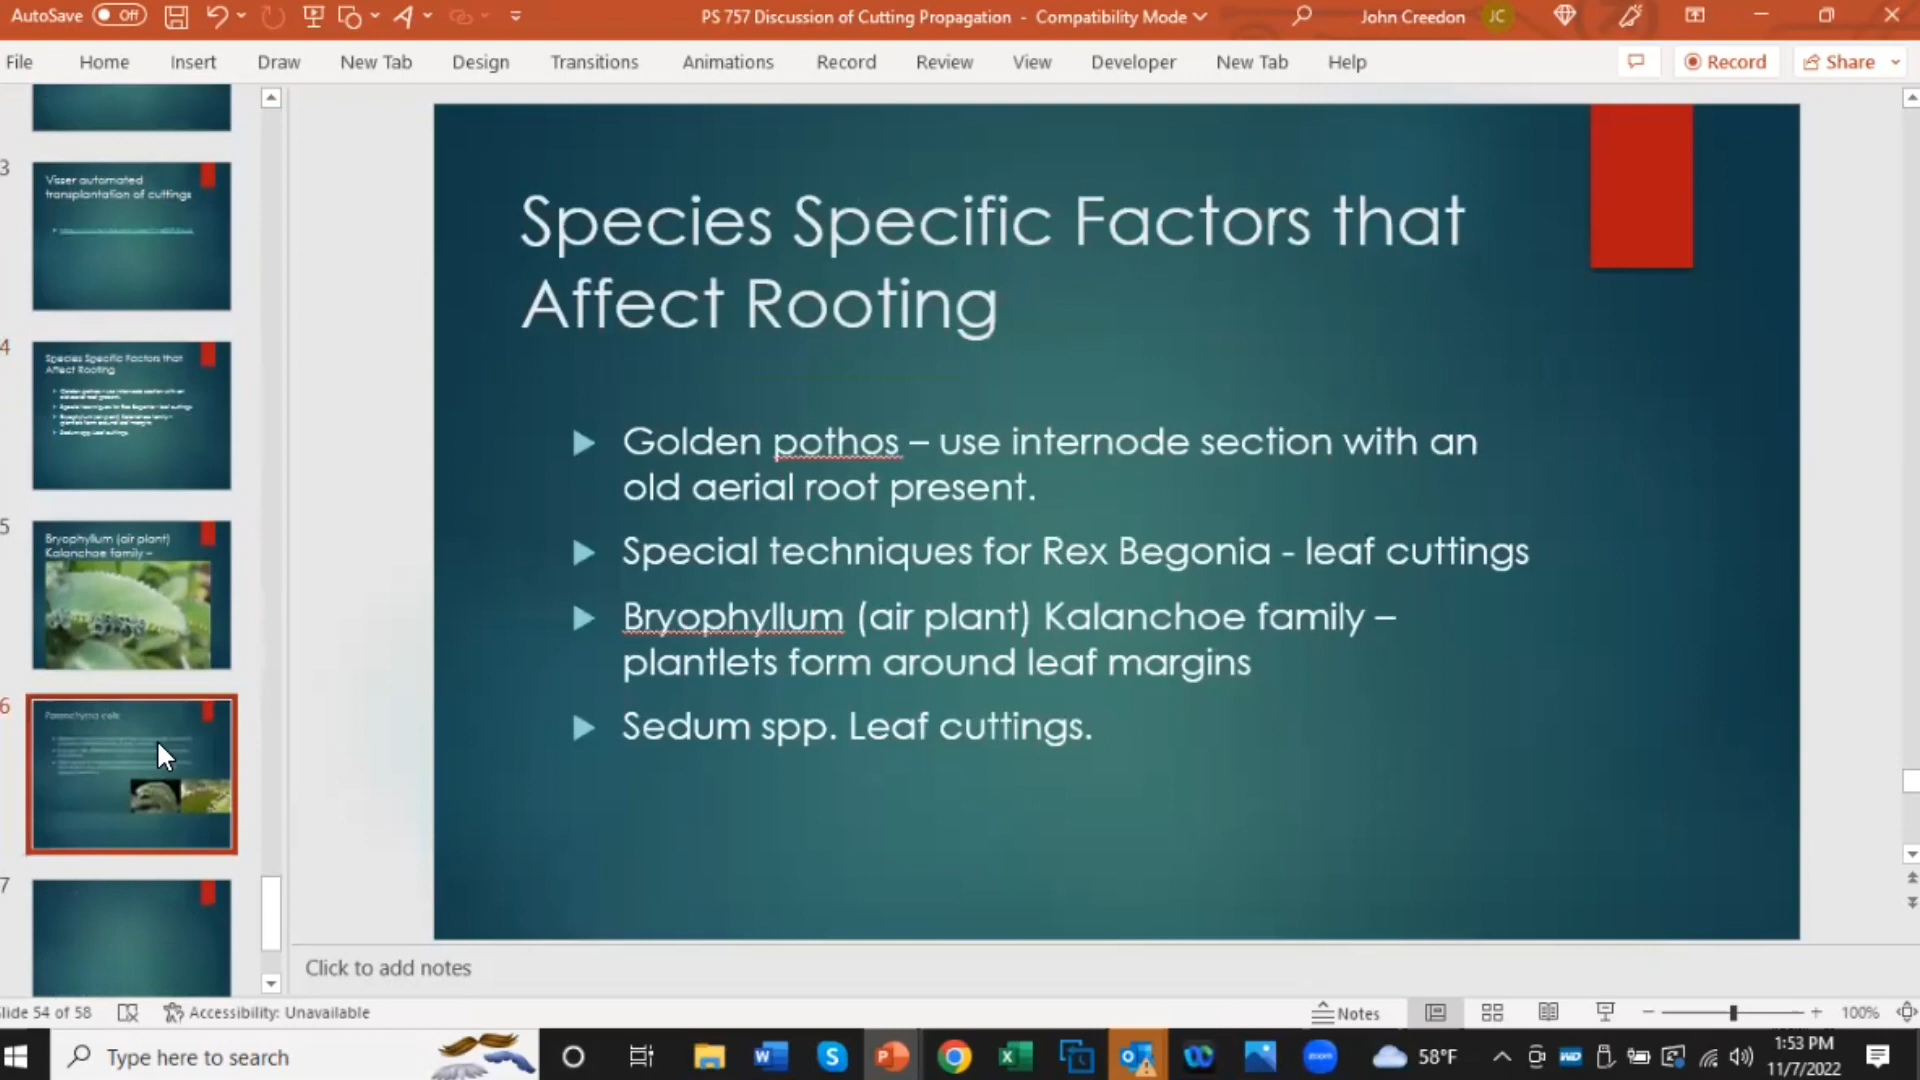 AutoSave Off
PS 757 Discussion of Cutting Propagation - Compatibility Mode
John Creedon JC
File Home Insert Draw New Tab Design Transitions Animations Record Review View Developer New Tab Help
Record Share
3
Visser automated
transplantation of cuttings
4
Species Specific Factors that
Affect Rooting
5
Bryophyllum (air plant)
Kalanchoe family –
6
Parenchyma cells
7
Species Specific Factors that
Affect Rooting
Golden pothos – use internode section with an
old aerial root present.
Special techniques for Rex Begonia - leaf cuttings
Bryophyllum (air plant) Kalanchoe family –
plantlets form around leaf margins
Sedum spp. Leaf cuttings.
Click to add notes
lide 54 of 58 Accessibility: Unavailable
Notes 100%
Type here to search
58°F
1:53 PM
11/7/2022